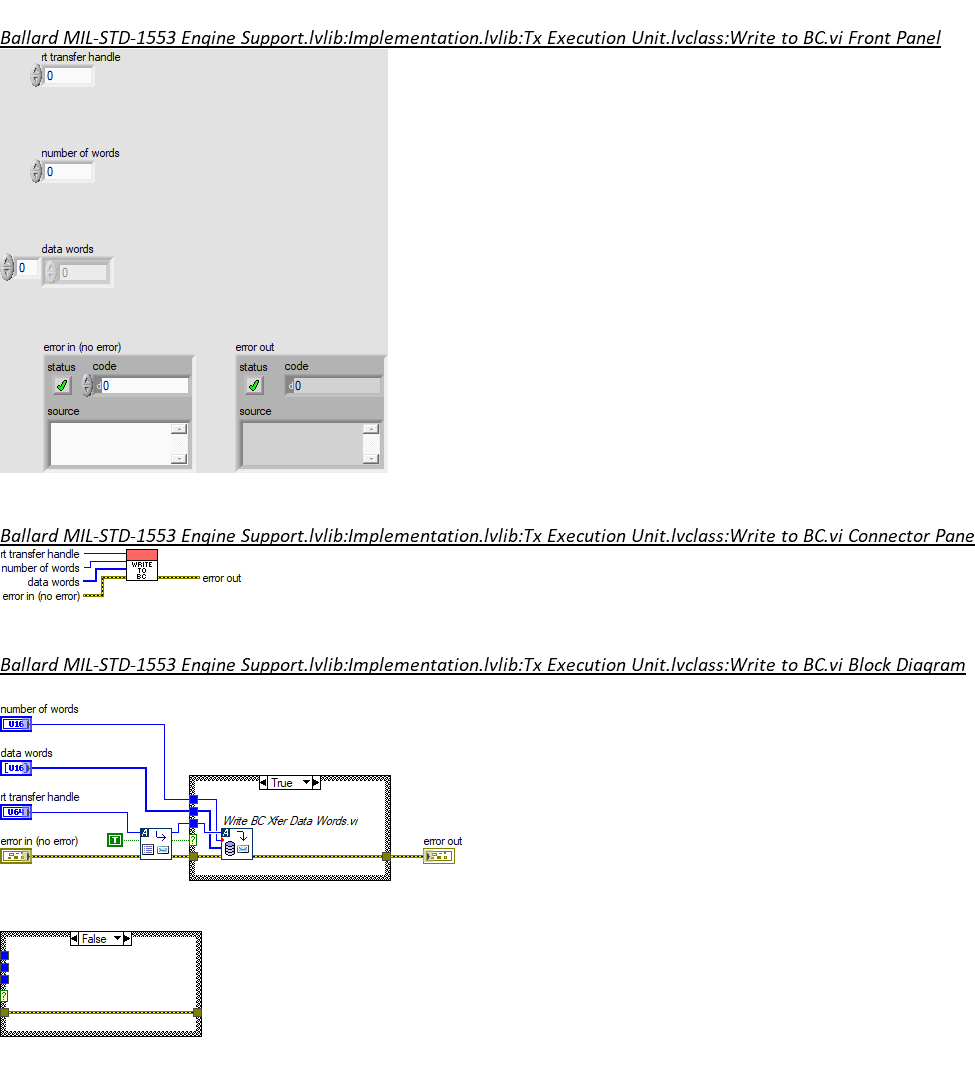 Ballard MIL-STD-1553 Engine Support.lvlib:Implementation.lvlib:Tx Execution Unit.lvclass:Write to BC.vi Front Panel
rt transfer handle
0
number of words
0
data words
0 0
error in (no error) error out
status code status code
d 0 d 0
source source
Ballard MIL-STD-1553 Engine Support.lvlib:Implementation.lvlib:Tx Execution Unit.lvclass:Write to BC.vi Connector Pane
rt transfer handle
number of words
data words
error in (no error)
WRITE
TO
BC
error out
Ballard MIL-STD-1553 Engine Support.lvlib:Implementation.lvlib:Tx Execution Unit.lvclass:Write to BC.vi Block Diagram
number of words
U16
data words
[U16]
True
rt transfer handle
U64
Write BC Xfer Data Words.vi
error in (no error)
T
A
A
?
error out
False
?